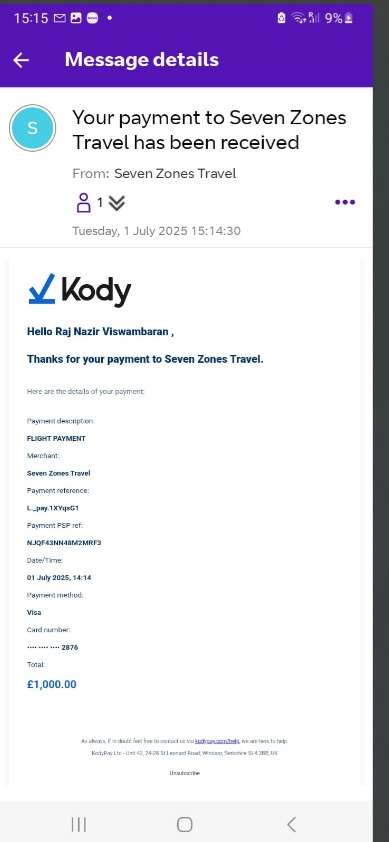 15:15 9%
Message details
S
Your payment to Seven Zones
Travel has been received
From: Seven Zones Travel
1
Tuesday, 1 July 2025 15:14:30
Kody
Hello Raj Nazir Viswambaran ,
Thanks for your payment to Seven Zones Travel.
Here are the details of your payment:
Payment description:
FLIGHT PAYMENT
Merchant:
Seven Zones Travel
Payment reference:
L_pay.1XYqsG1
Payment PSP ref:
NJQF43NN48M2MRF3
Date/Time:
01 July 2025, 14:14
Payment method:
Visa
Card number:
•••• •••• •••• 2876
Total:
£1,000.00
As always, if in doubt feel free to contact us via kodypay.com/help, we are here to help.
KodyPay Ltd - Unit 42, 24-28 St Leonard Road, Windsor, Berkshire SL4 3BB, UK
Unsubscribe